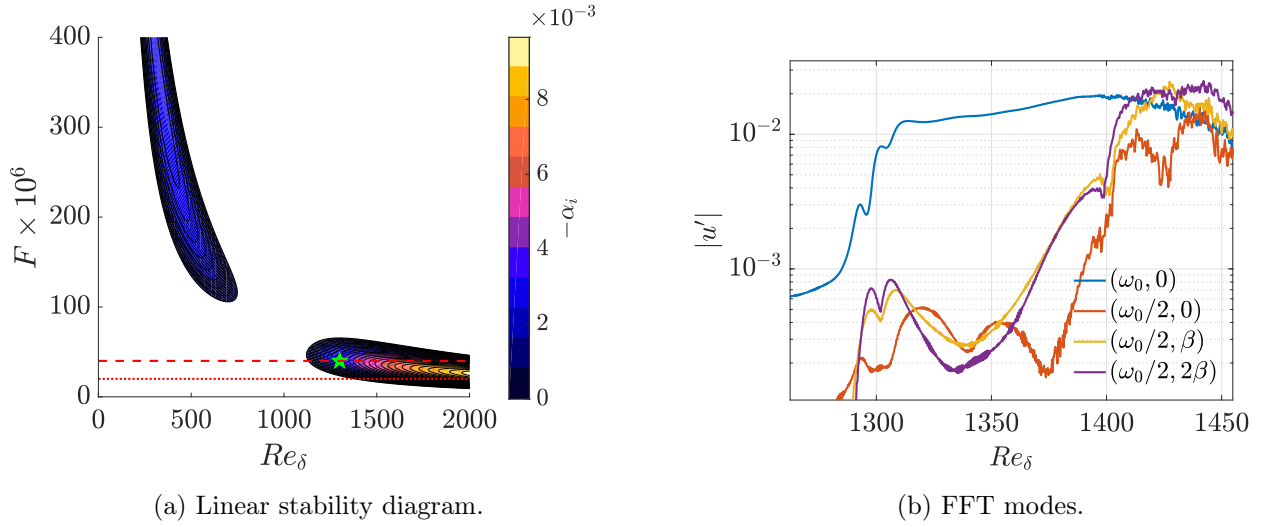 ×10⁻³
400
300
200
100
0
F × 10⁶
0
500
1000
1500
2000
Re_δ
8
6
4
2
0
−α_i
(a) Linear stability diagram.
10⁻²
10⁻³
|u′|
(ω₀, 0)
(ω₀/2, 0)
(ω₀/2, β)
(ω₀/2, 2β)
1300
1350
1400
1450
Re_δ
(b) FFT modes.